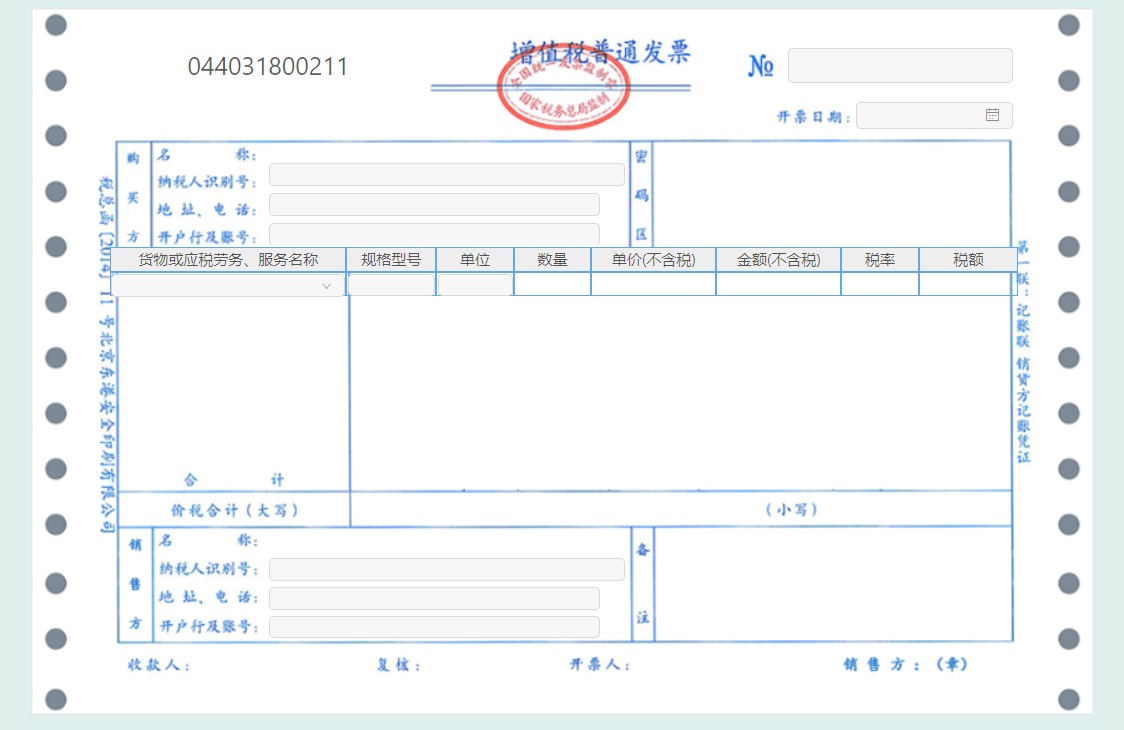 增值税普通发票
044031800211
全国统一发票监制章
国家税务总局监制
№
开票日期:
购买方
名 称:
纳税人识别号:
地 址、电 话:
开户行及账号:
密码区
货物或应税劳务、服务名称 规格型号 单位 数量 单价(不含税) 金额(不含税) 税率 税额
合 计
价税合计(大写) (小写)
销售方
名 称:
纳税人识别号:
地 址、电 话:
开户行及账号:
备注
收款人: 复核: 开票人: 销售方:(章)
税总函〔2014〕11号北京东港安全印刷有限公司
第一联:记账联 销货方记账凭证